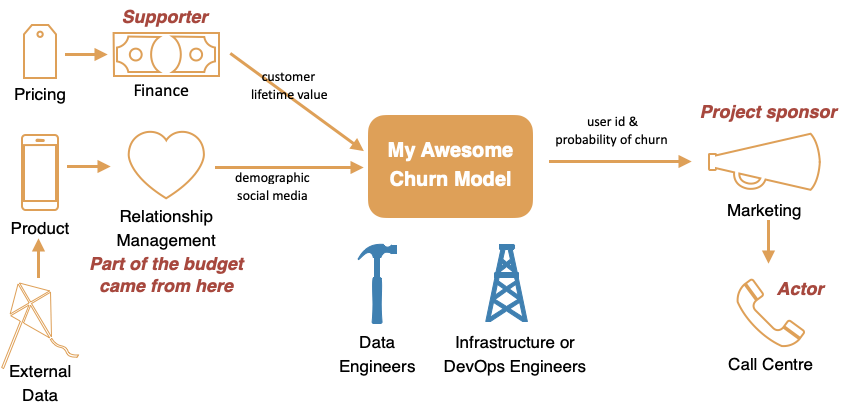 Supporter
Pricing
Finance
customer
lifetime value
My Awesome
Churn Model
user id &
probability of churn
Project sponsor
demographic
social media
Product
Relationship
Management
Marketing
Part of the budget
came from here
Actor
Data
Engineers
Infrastructure or
DevOps Engineers
Call Centre
External
Data